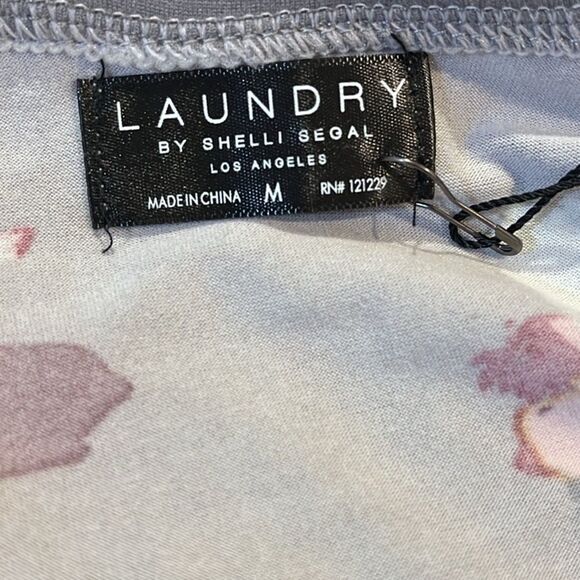 LAUNDRY
BY SHELLI SEGAL
LOS ANGELES
MADE IN CHINA M RN# 121229